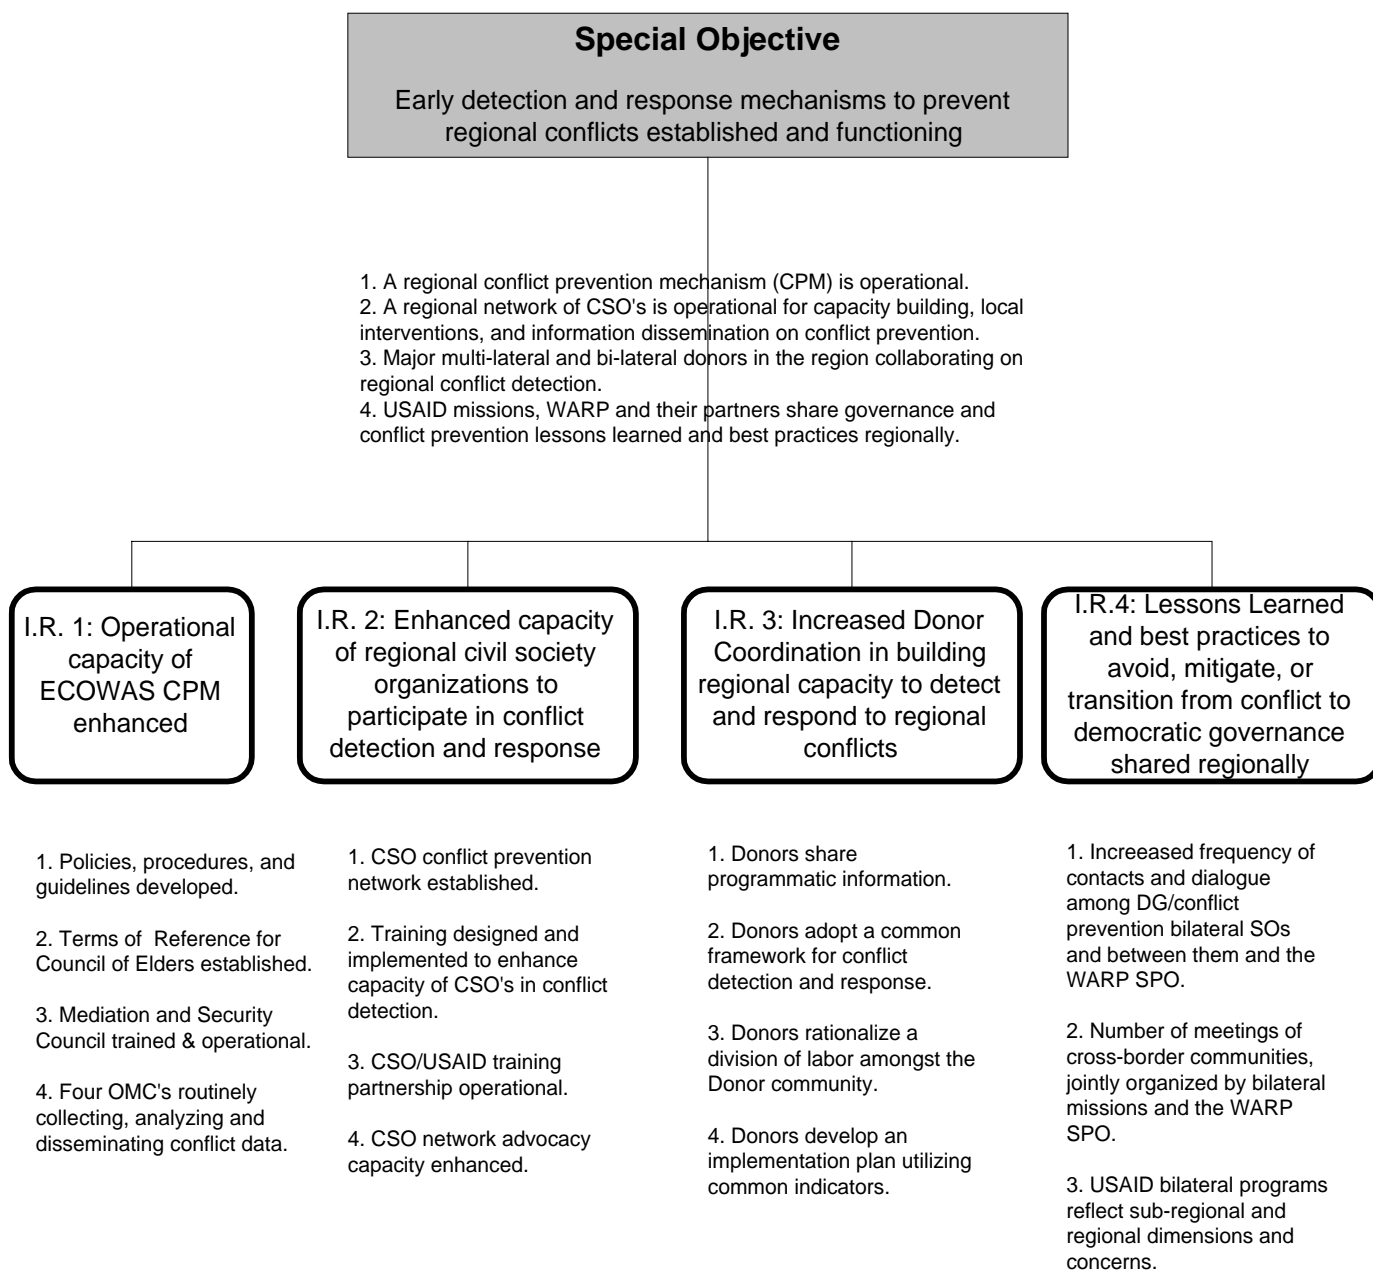 Special Objective
Early detection and response mechanisms to prevent
regional conflicts established and functioning
1. A regional conflict prevention mechanism (CPM) is operational.
2. A regional network of CSO's is operational for capacity building, local
interventions, and information dissemination on conflict prevention.
3. Major multi-lateral and bi-lateral donors in the region collaborating on
regional conflict detection.
4. USAID missions, WARP and their partners share governance and
conflict prevention lessons learned and best practices regionally.
I.R. 1: Operational
capacity of
ECOWAS CPM
enhanced
I.R. 2: Enhanced capacity
of regional civil society
organizations to
participate in conflict
detection and response
I.R. 3: Increased Donor
Coordination in building
regional capacity to detect
and respond to regional
conflicts
I.R.4: Lessons Learned
and best practices to
avoid, mitigate, or
transition from conflict to
democratic governance
shared regionally
1. Policies, procedures, and
guidelines developed.
2. Terms of  Reference for
Council of Elders established.
3. Mediation and Security
Council trained & operational.
4. Four OMC's routinely
collecting, analyzing and
disseminating conflict data.
1. CSO conflict prevention
network established.
2. Training designed and
implemented to enhance
capacity of CSO's in conflict
detection.
3. CSO/USAID training
partnership operational.
4. CSO network advocacy
capacity enhanced.
1. Donors share
programmatic information.
2. Donors adopt a common
framework for conflict
detection and response.
3. Donors rationalize a
division of labor amongst the
Donor community.
4. Donors develop an
implementation plan utilizing
common indicators.
1. Increeased frequency of
contacts and dialogue
among DG/conflict
prevention bilateral SOs
and between them and the
WARP SPO.
2. Number of meetings of
cross-border communities,
jointly organized by bilateral
missions and the WARP
SPO.
3. USAID bilateral programs
reflect sub-regional and
regional dimensions and
concerns.